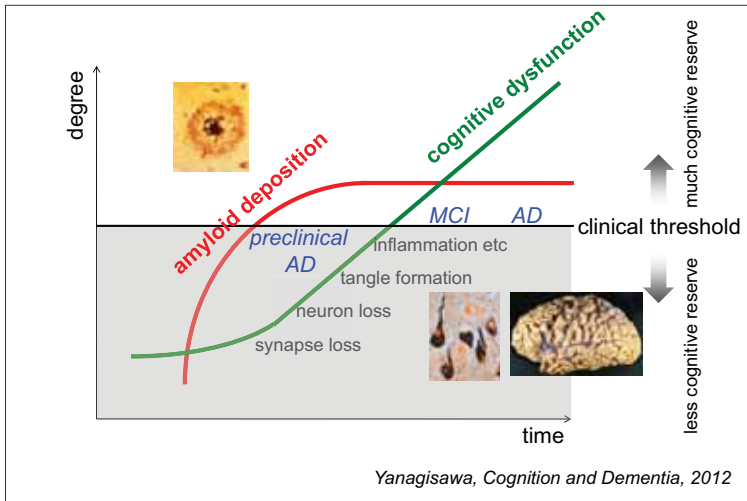 degree
amyloid deposition
cognitive dysfunction
much cognitive reserve
MCI
AD
clinical threshold
preclinical
AD
inflammation etc
tangle formation
neuron loss
synapse loss
less cognitive reserve
time
Yanagisawa, Cognition and Dementia, 2012